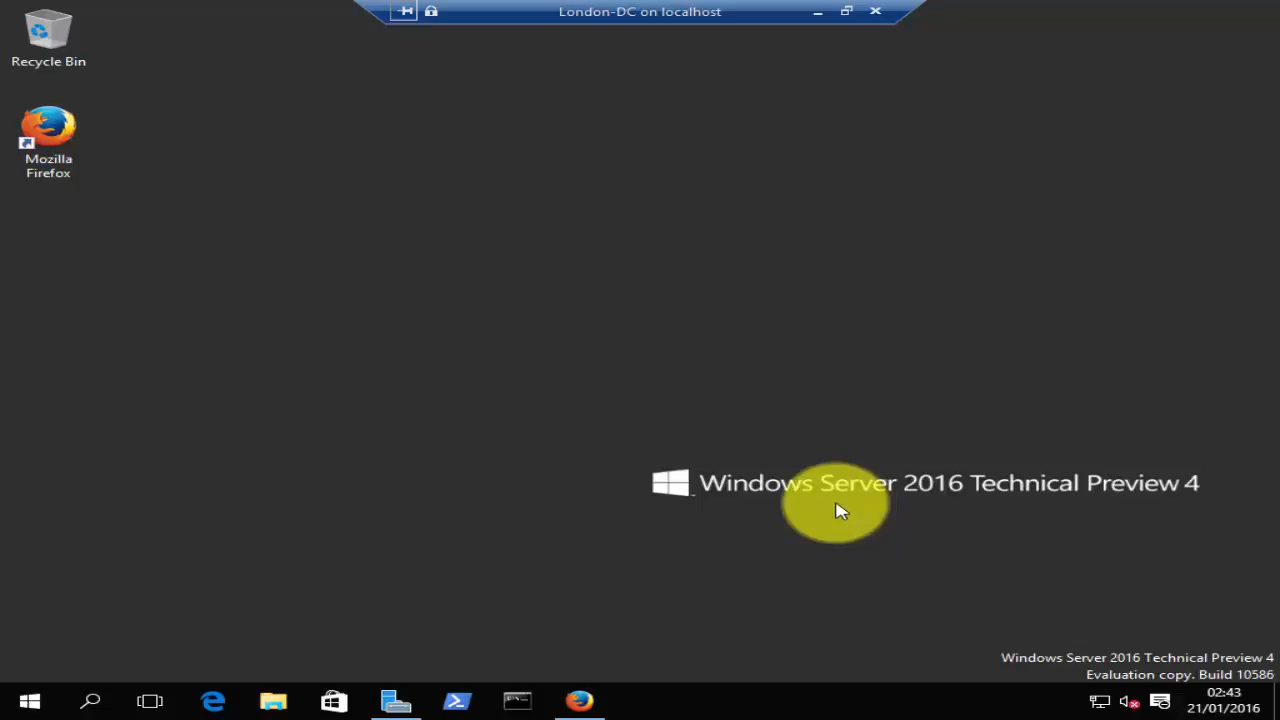 London-DC on localhost
Recycle Bin
Mozilla
Firefox
Windows Server 2016 Technical Preview 4
Windows Server 2016 Technical Preview 4
Evaluation copy. Build 10586
02:43
21/01/2016